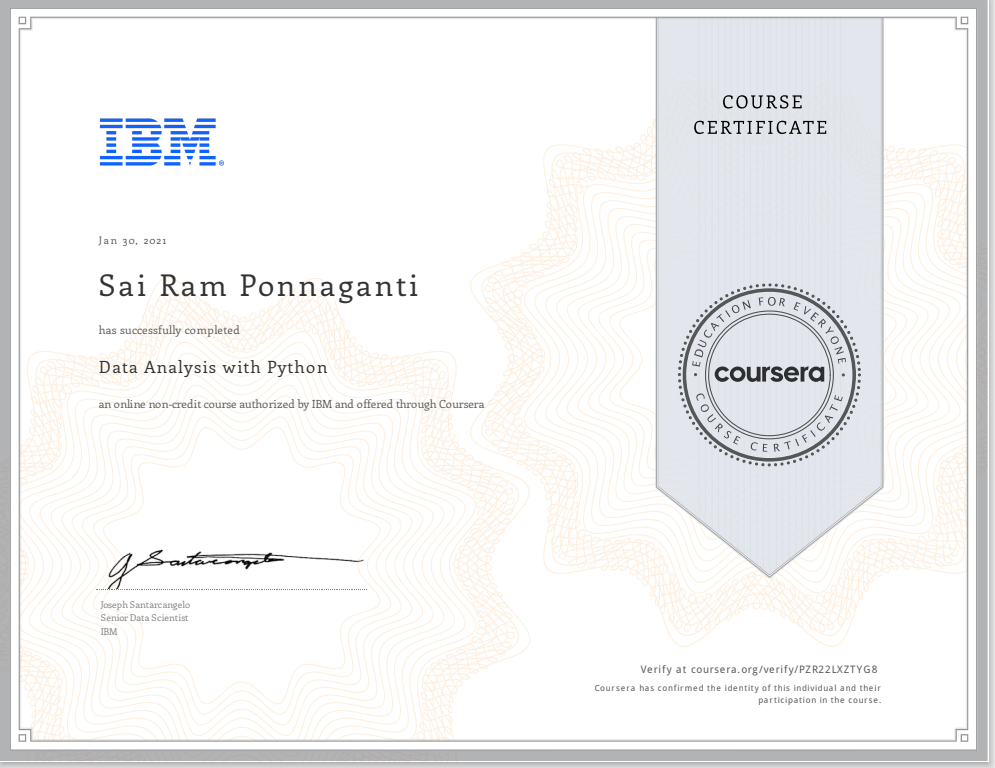 COURSE
CERTIFICATE
IBM®
Jan 30, 2021
Sai Ram Ponnaganti
has successfully completed
Data Analysis with Python
an online non-credit course authorized by IBM and offered through Coursera
EDUCATION FOR EVERYONE
coursera
COURSE CERTIFICATE
J Santarcangelo
Joseph Santarcangelo
Senior Data Scientist
IBM
Verify at coursera.org/verify/PZR22LXZTYG8
Coursera has confirmed the identity of this individual and their
participation in the course.